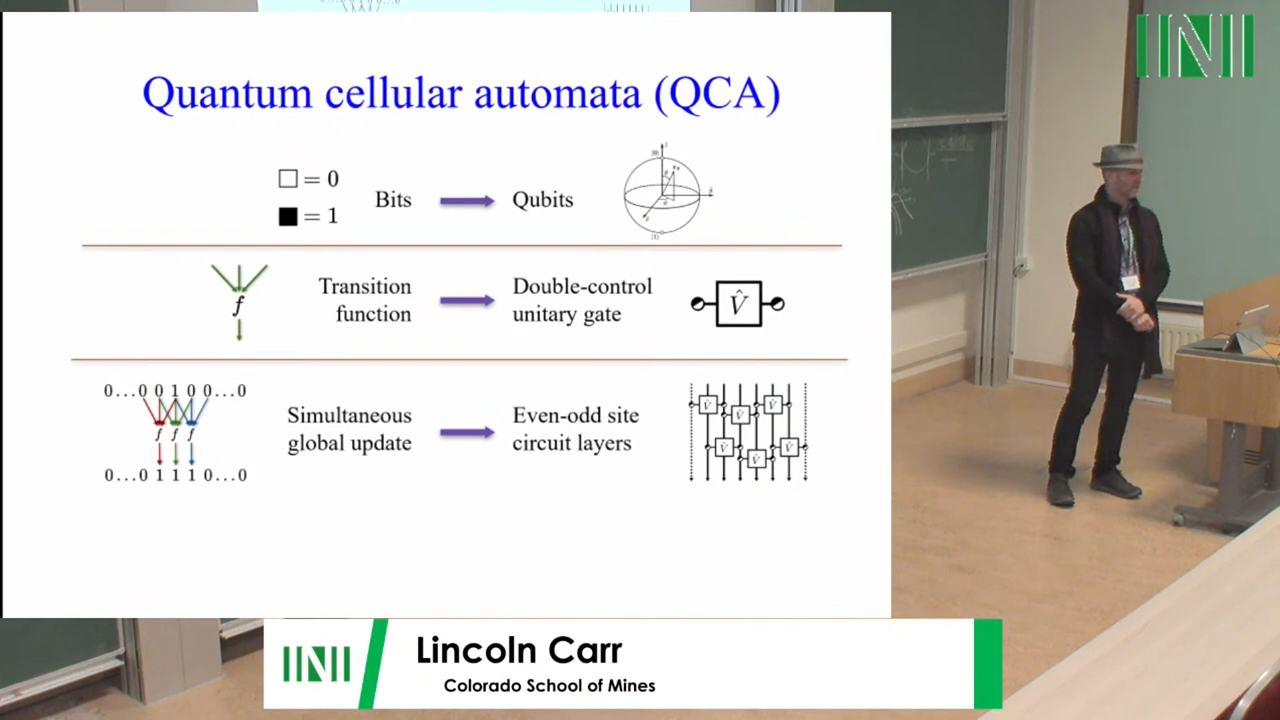 Quantum cellular automata (QCA)
□ = 0
■ = 1
Bits
Qubits
f
Transition
function
Double-control
unitary gate
V̂
0...0 0 1 0 0...0
f f f
0...0 1 1 1 0...0
Simultaneous
global update
Even-odd site
circuit layers
V̂ V̂ V̂
V̂ V̂ V̂
INI
INI
Lincoln Carr
Colorado School of Mines